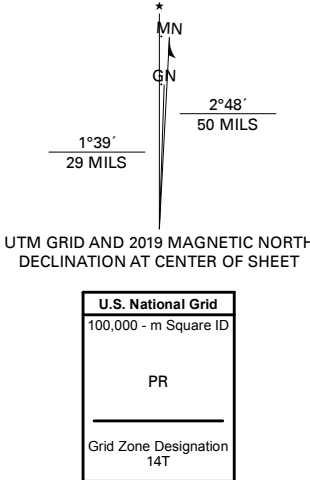 ★
MN
GN
2°48´
50 MILS
1°39´
29 MILS
UTM GRID AND 2019 MAGNETIC NORTH
DECLINATION AT CENTER OF SHEET
U.S. National Grid
100,000 - m Square ID
PR
Grid Zone Designation
14T